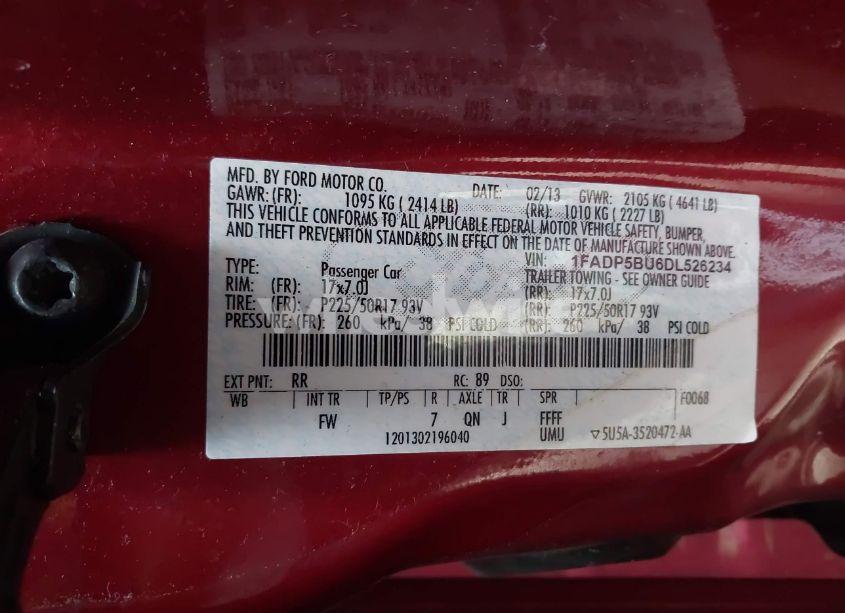 MFD. BY FORD MOTOR CO. DATE: 02/13 GVWR: 2105 KG ( 4641 LB)
GAWR: (FR): 1095 KG ( 2414 LB) (RR): 1010 KG ( 2227 LB)
THIS VEHICLE CONFORMS TO ALL APPLICABLE FEDERAL MOTOR VEHICLE SAFETY, BUMPER,
AND THEFT PREVENTION STANDARDS IN EFFECT ON THE DATE OF MANUFACTURE SHOWN ABOVE.
VIN: 1FADP5BU6DL526234
TYPE: Passenger Car TRAILER TOWING - SEE OWNER GUIDE
RIM: (FR): 17x7.0J (RR): 17x7.0J
TIRE: (FR): P225/50R17 93V (RR): P225/50R17 93V
PRESSURE: (FR): 260 kPa/ 38 PSI COLD (RR): 260 kPa/ 38 PSI COLD
EXT PNT: RR RC: 89 DSO:
WB INT TR TP/PS R AXLE TR SPR F0068
FW 7 QN J FFFF
1201302196040 UMU ▽5U5A-3520472-AA